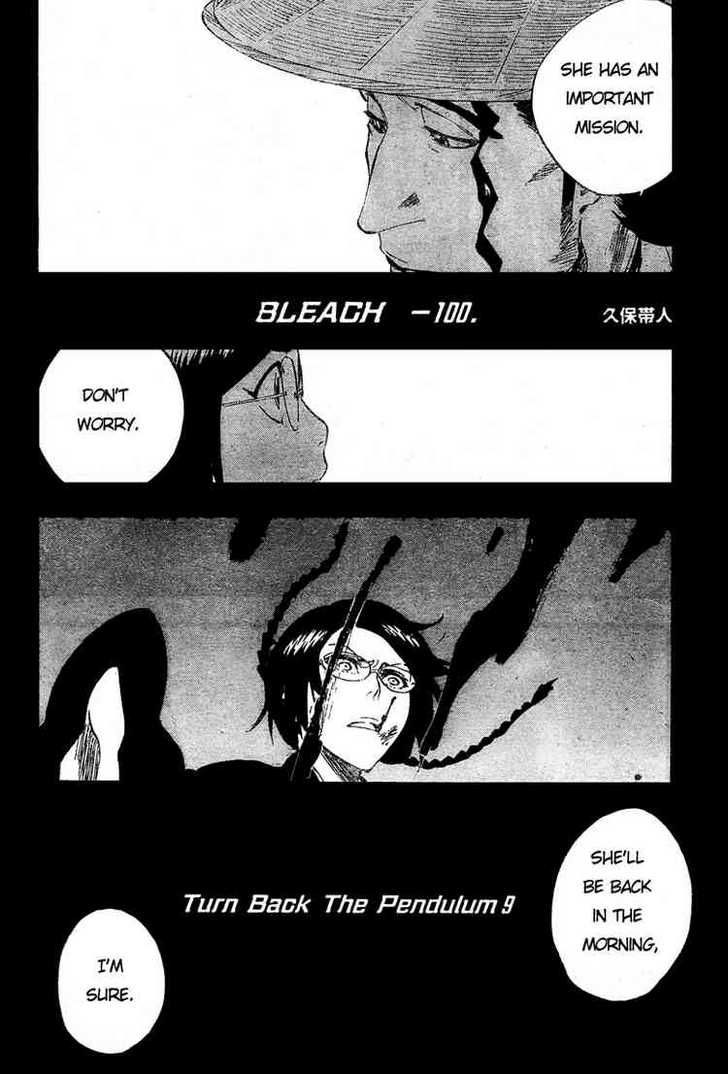 SHE HAS AN
IMPORTANT
MISSION.
BLEACH -100.
久保帯人
DON'T
WORRY.
SHE'LL
BE BACK
IN THE
MORNING,
Turn Back The Pendulum 9
I'M
SURE.